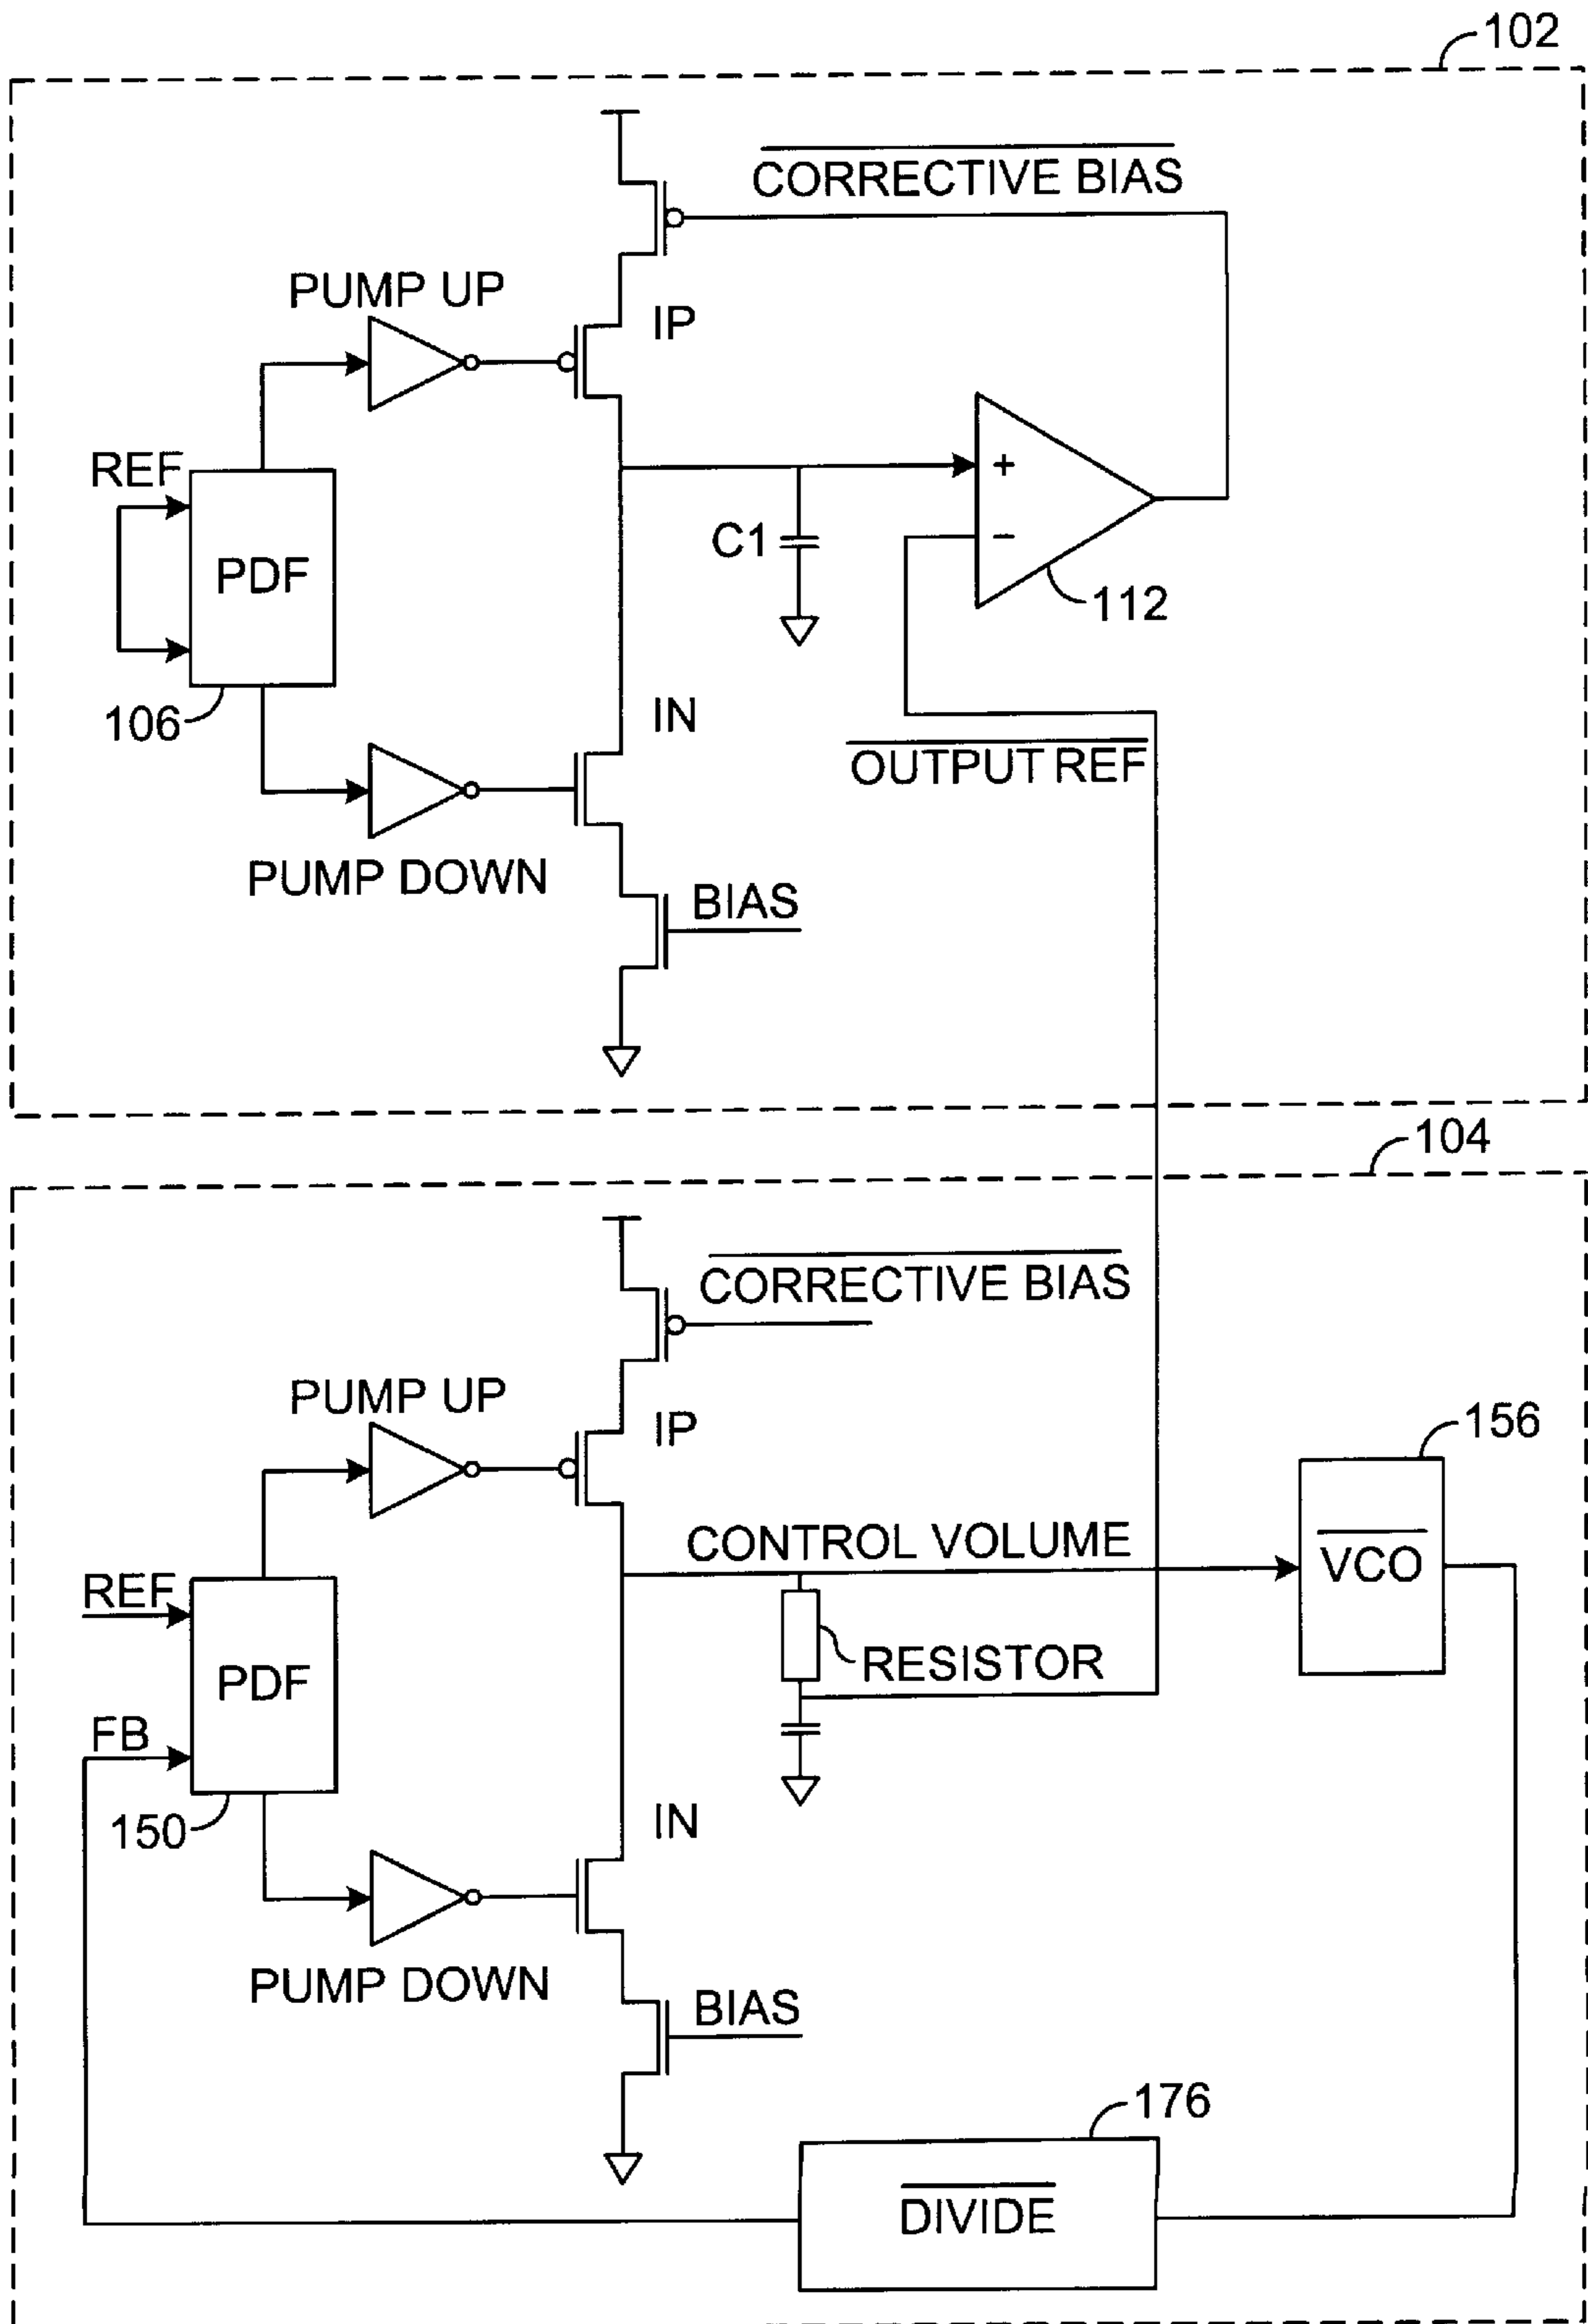 102
CORRECTIVE BIAS
PUMP UP
IP
REF
PDF
+
C1
−
112
106
IN
OUTPUT REF
PUMP DOWN
BIAS
104
CORRECTIVE BIAS
PUMP UP
IP
156
CONTROL VOLUME
VCO
REF
RESISTOR
PDF
FB
150
IN
PUMP DOWN
BIAS
176
DIVIDE